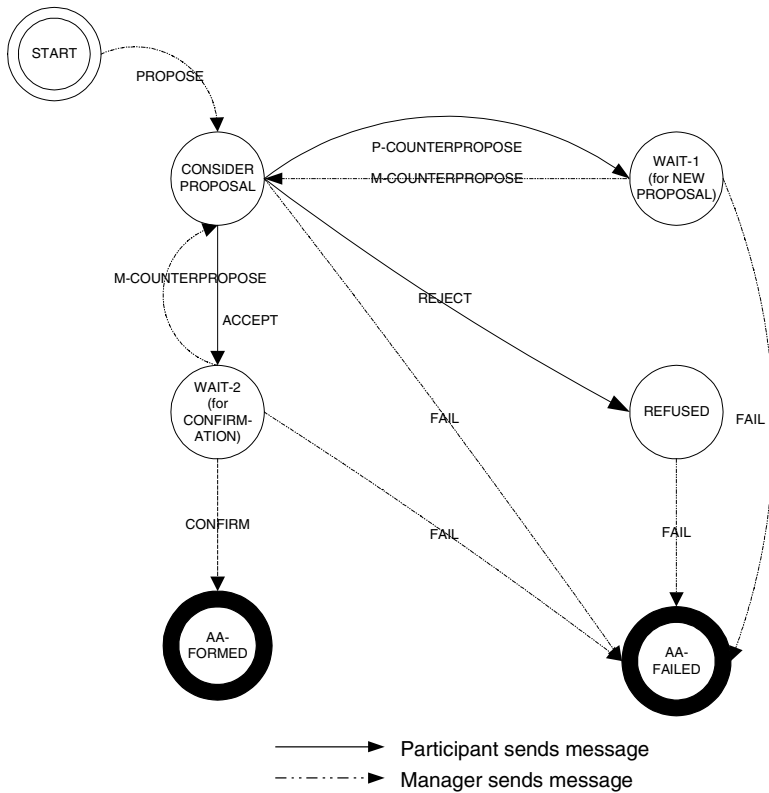 START
PROPOSE
CONSIDER
PROPOSAL
P-COUNTERPROPOSE
M-COUNTERPROPOSE
WAIT-1
(for NEW
PROPOSAL)
M-COUNTERPROPOSE
ACCEPT
REJECT
WAIT-2
(for
CONFIRM-
ATION)
FAIL
REFUSED
FAIL
CONFIRM
FAIL
FAIL
AA-
FORMED
AA-
FAILED
Participant sends message
Manager sends message